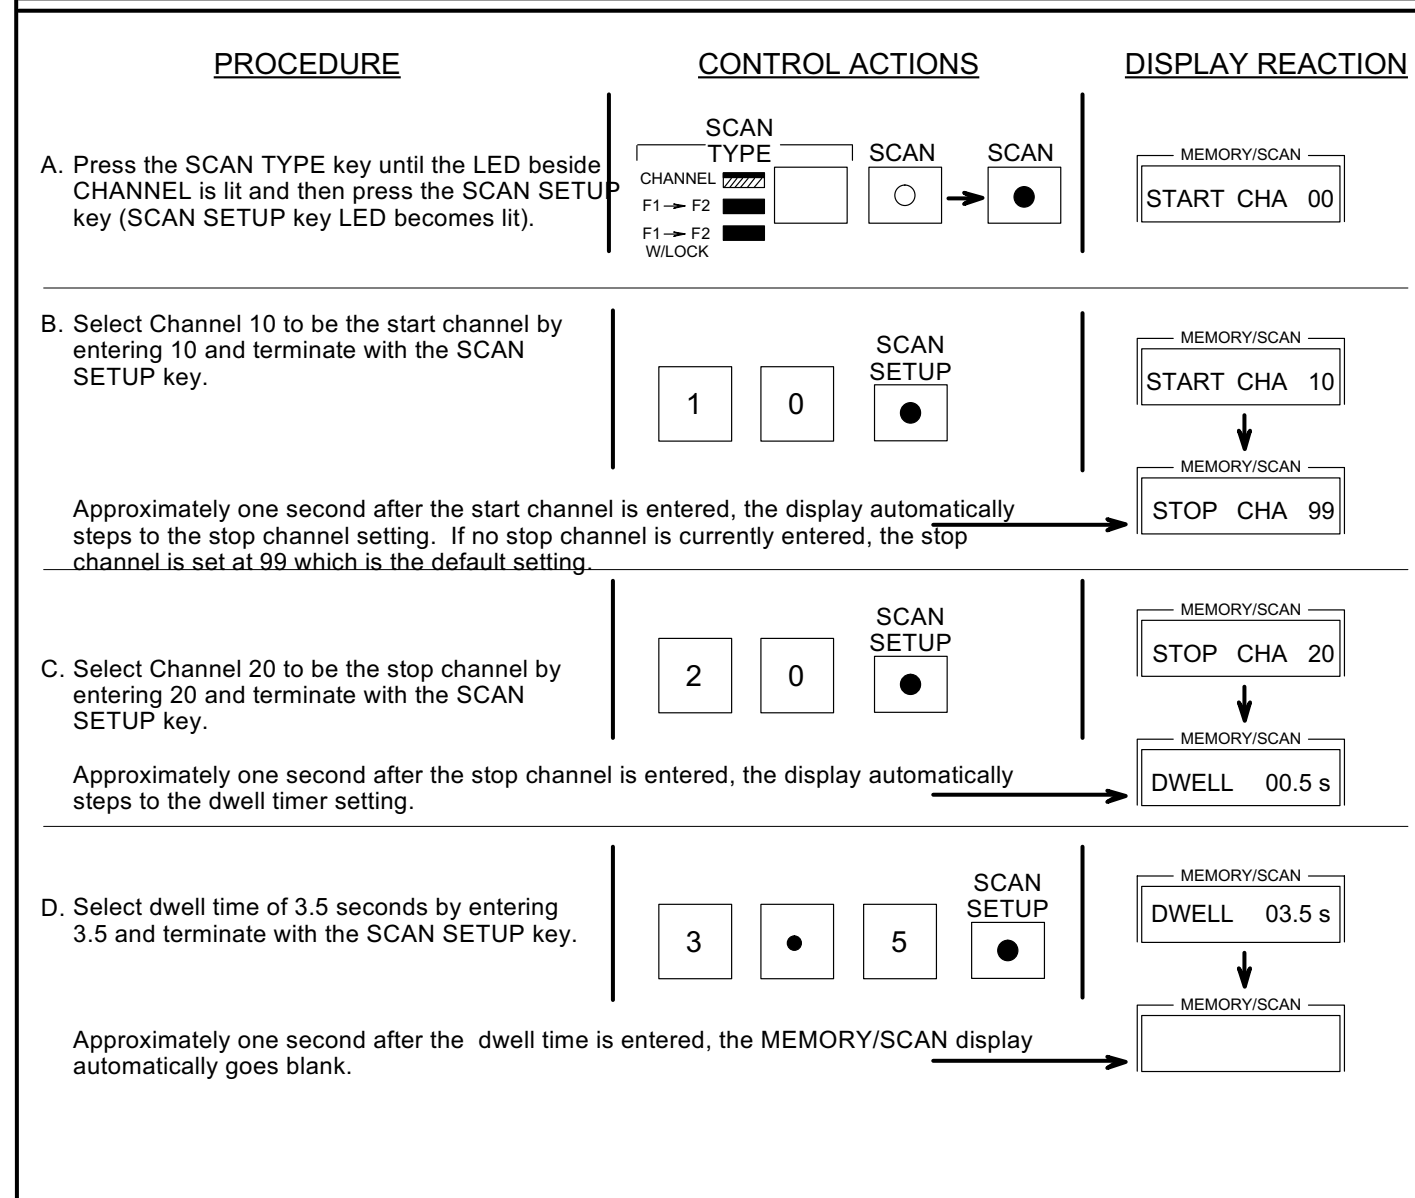 PROCEDURE
CONTROL ACTIONS
DISPLAY REACTION
A. Press the SCAN TYPE key until the LED beside
CHANNEL is lit and then press the SCAN SETUP
key (SCAN SETUP key LED becomes lit).
SCAN
TYPE
CHANNEL
F1 → F2
F1 → F2
W/LOCK
SCAN
SCAN
MEMORY/SCAN
START CHA 00
B. Select Channel 10 to be the start channel by
entering 10 and terminate with the SCAN
SETUP key.
1
0
SCAN
SETUP
MEMORY/SCAN
START CHA 10
Approximately one second after the start channel is entered, the display automatically
steps to the stop channel setting. If no stop channel is currently entered, the stop
channel is set at 99 which is the default setting.
MEMORY/SCAN
STOP CHA 99
C. Select Channel 20 to be the stop channel by
entering 20 and terminate with the SCAN
SETUP key.
2
0
SCAN
SETUP
MEMORY/SCAN
STOP CHA 20
Approximately one second after the stop channel is entered, the display automatically
steps to the dwell timer setting.
MEMORY/SCAN
DWELL 00.5 s
D. Select dwell time of 3.5 seconds by entering
3.5 and terminate with the SCAN SETUP key.
3
•
5
SCAN
SETUP
MEMORY/SCAN
DWELL 03.5 s
Approximately one second after the dwell time is entered, the MEMORY/SCAN display
automatically goes blank.
MEMORY/SCAN